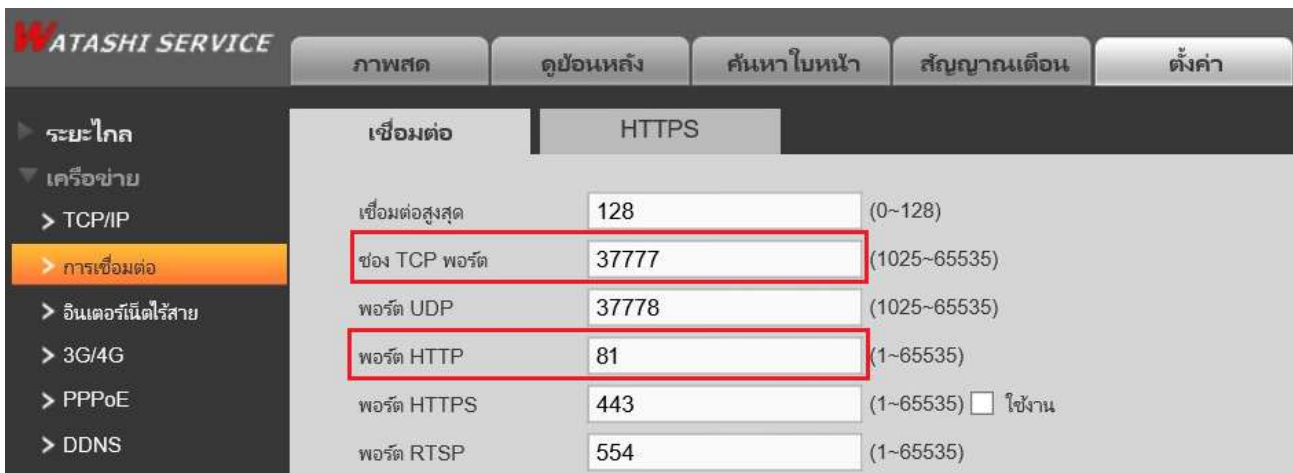 WATASHI SERVICE
ภาพสด ดูย้อนหลัง ค้นหาใบหน้า สัญญาณเตือน ตั้งค่า
ระยะไกล
เครือข่าย
> TCP/IP
> การเชื่อมต่อ
> อินเตอร์เน็ตไร้สาย
> 3G/4G
> PPPoE
> DDNS
เชื่อมต่อ HTTPS
เชื่อมต่อสูงสุด 128 (0~128)
ช่อง TCP พอร์ต 37777 (1025~65535)
พอร์ต UDP 37778 (1025~65535)
พอร์ต HTTP 81 (1~65535)
พอร์ต HTTPS 443 (1~65535) ใช้งาน
พอร์ต RTSP 554 (1~65535)